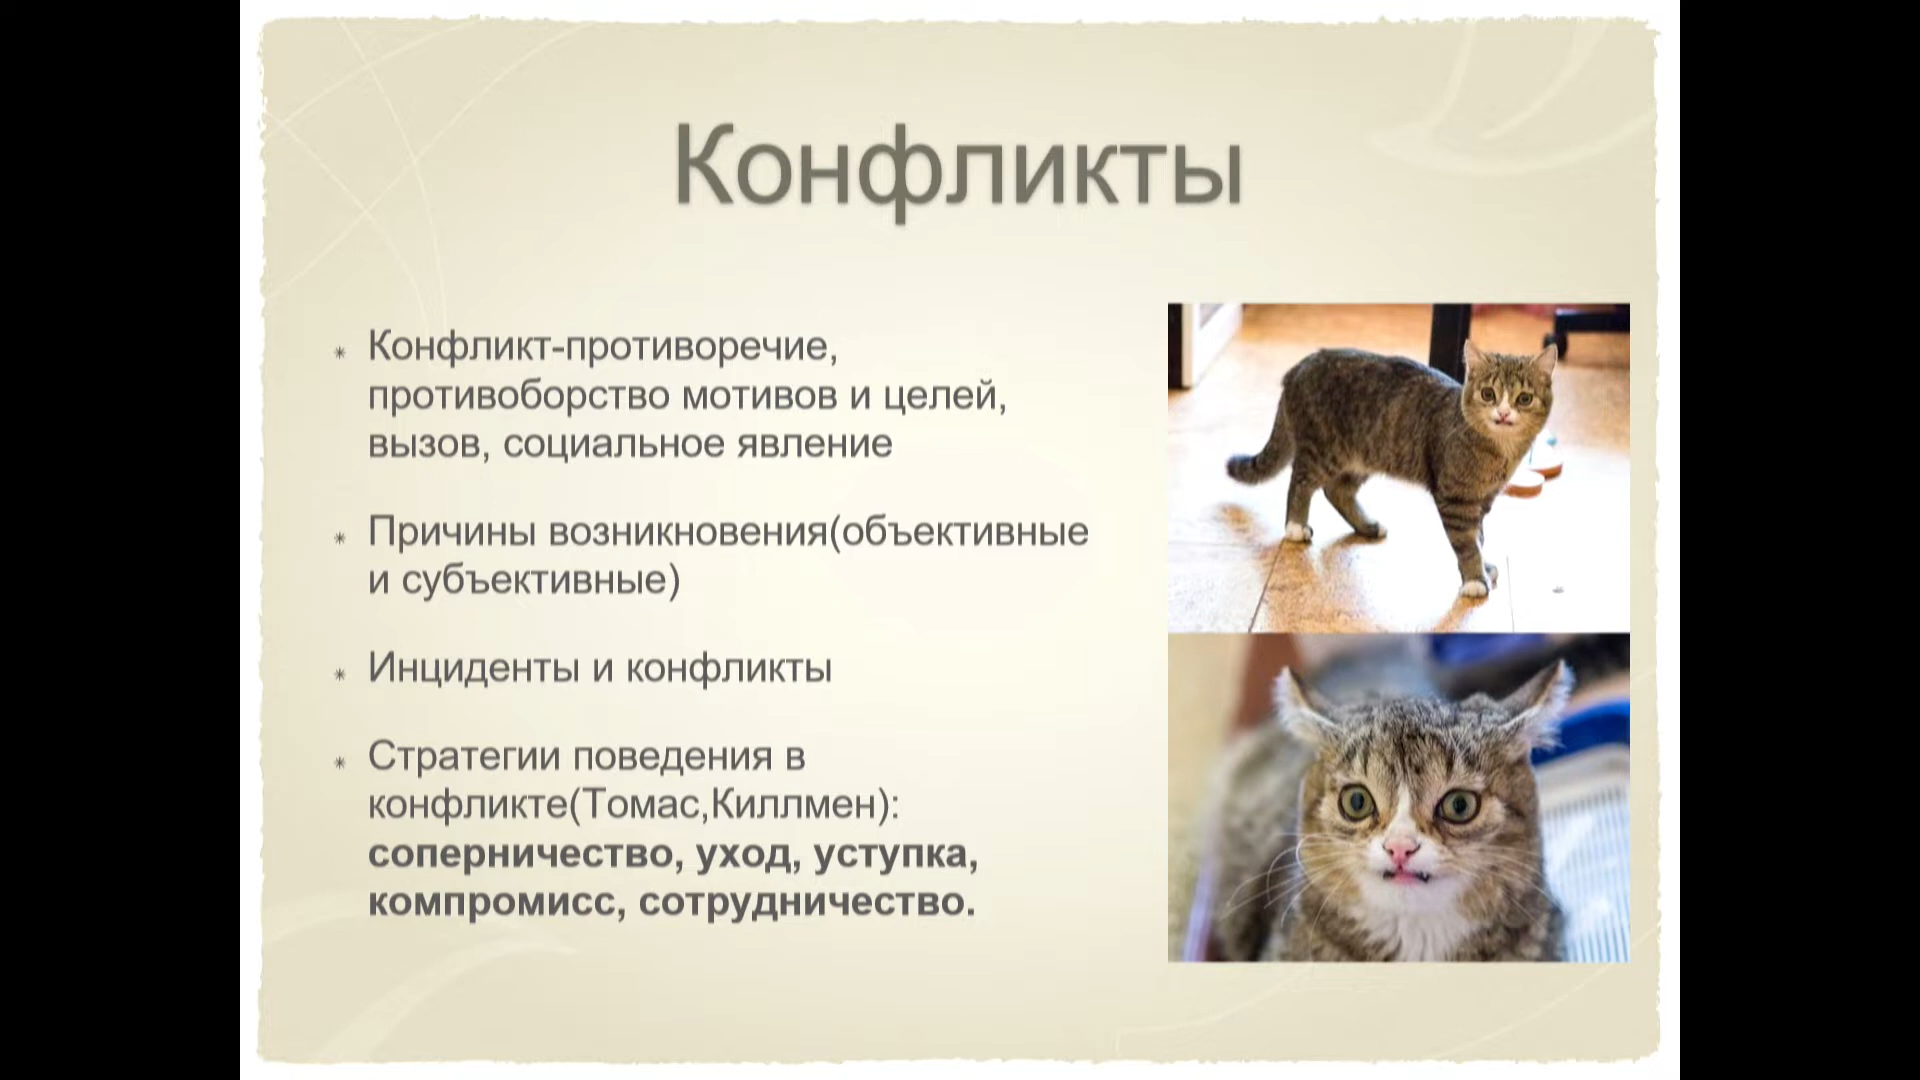 Конфликты
Конфликт-противоречие,
противоборство мотивов и целей,
вызов, социальное явление
Причины возникновения(объективные
и субъективные)
Инциденты и конфликты
Стратегии поведения в
конфликте(Томас,Киллмен):
соперничество, уход, уступка,
компромисс, сотрудничество.